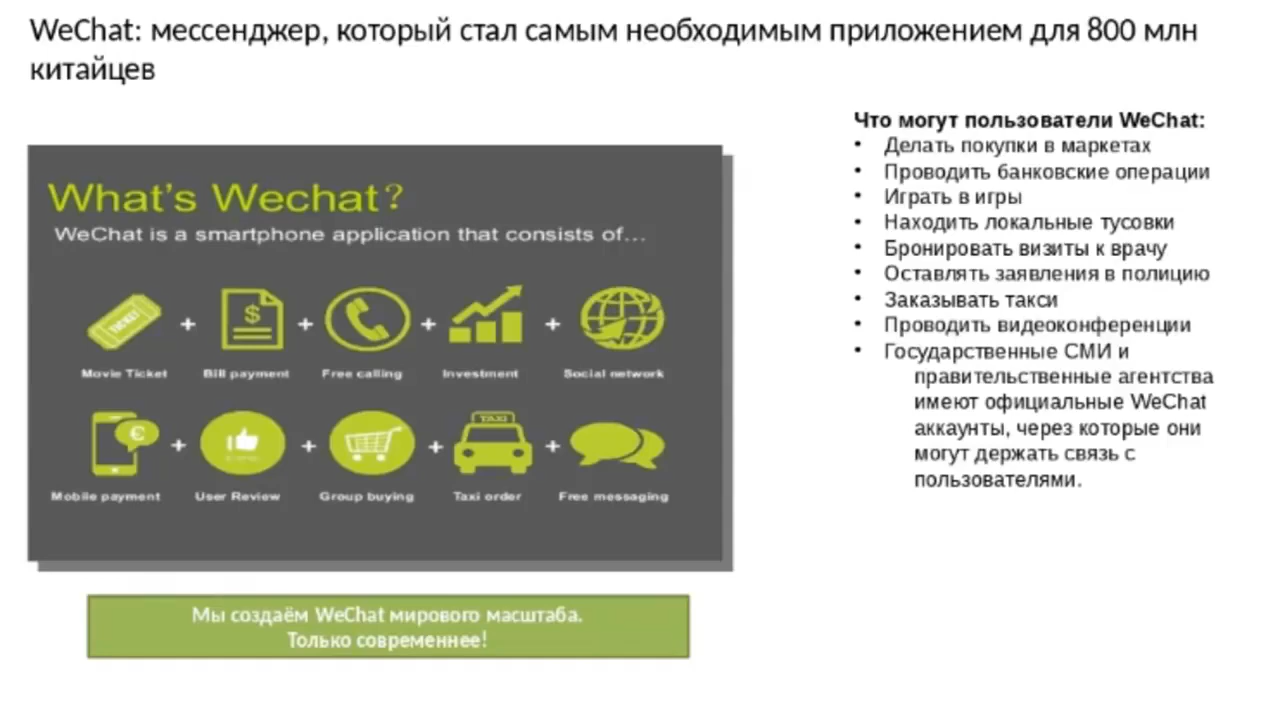 WeChat: мессенджер, который стал самым необходимым приложением для 800 млн
китайцев
What's Wechat?
WeChat is a smartphone application that consists of...
TICKET
$
+ + + +
Movie Ticket Bill payment Free calling Investment Social network
€
TAXI
+ + + +
Mobile payment User Review Group buying Taxi order Free messaging
Мы создаём WeChat мирового масштаба.
Только современнее!
Что могут пользователи WeChat:
• Делать покупки в маркетах
• Проводить банковские операции
• Играть в игры
• Находить локальные тусовки
• Бронировать визиты к врачу
• Оставлять заявления в полицию
• Заказывать такси
• Проводить видеоконференции
• Государственные СМИ и
правительственные агентства
имеют официальные WeChat
аккаунты, через которые они
могут держать связь с
пользователями.